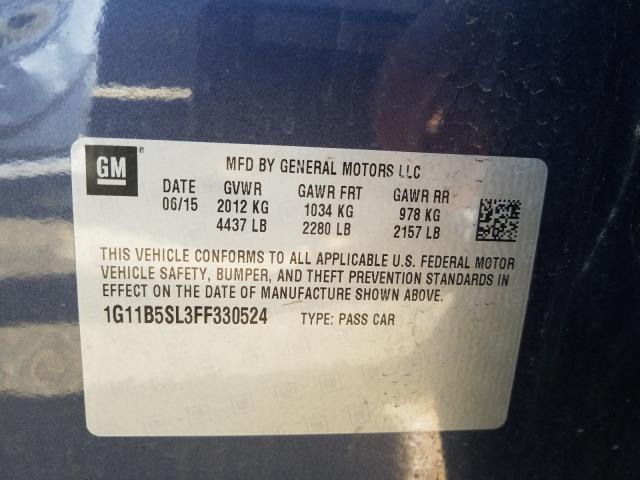 GM ® MFD BY GENERAL MOTORS LLC
DATE GVWR GAWR FRT GAWR RR
06/15 2012 KG 1034 KG 978 KG
4437 LB 2280 LB 2157 LB
THIS VEHICLE CONFORMS TO ALL APPLICABLE U.S. FEDERAL MOTOR
VEHICLE SAFETY, BUMPER, AND THEFT PREVENTION STANDARDS IN
EFFECT ON THE DATE OF MANUFACTURE SHOWN ABOVE.
1G11B5SL3FF330524 TYPE: PASS CAR